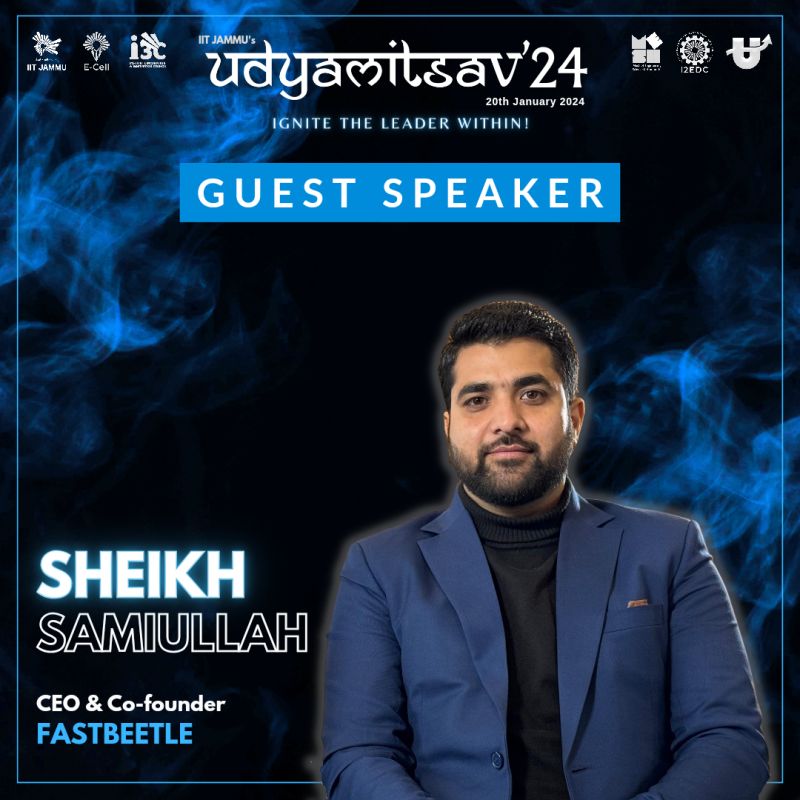 IIT JAMMU's
udyamitsav'24
20th January 2024
IGNITE THE LEADER WITHIN!
IIT JAMMU
E-Cell
i3c
I2EDC
GUEST SPEAKER
SHEIKH
SAMIULLAH
CEO & Co-founder
FASTBEETLE